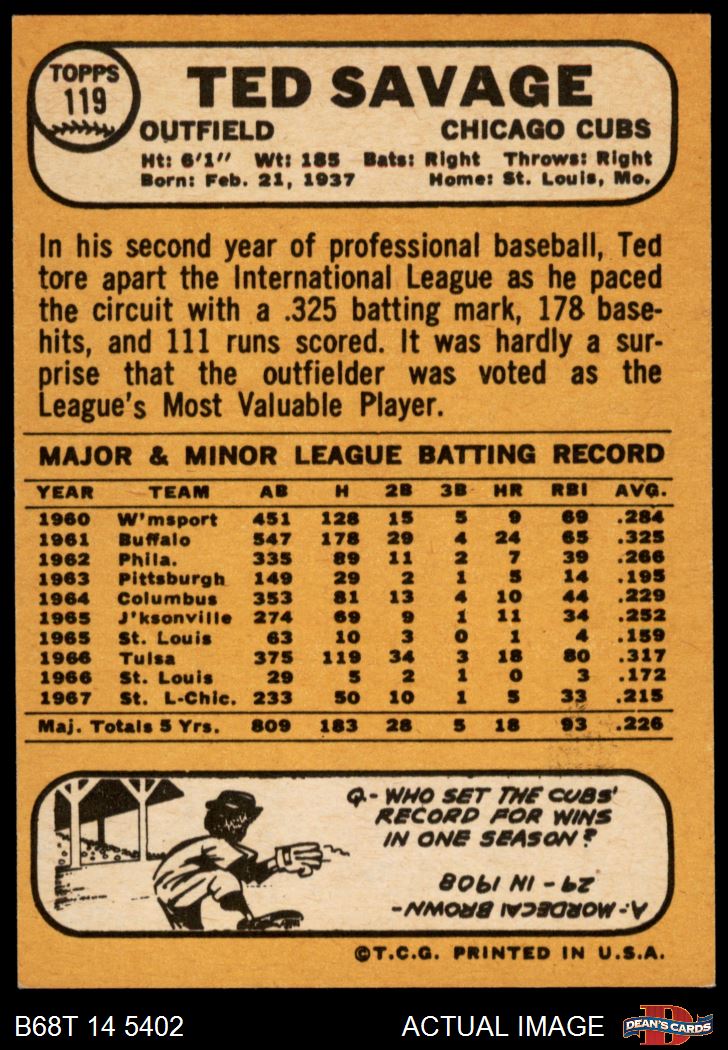 TOPPS
119
TED SAVAGE
OUTFIELD CHICAGO CUBS
Ht: 6'1" Wt: 185 Bats: Right Throws: Right
Born: Feb. 21, 1937 Home: St. Louis, Mo.
In his second year of professional baseball, Ted
tore apart the International League as he paced
the circuit with a .325 batting mark, 178 base-
hits, and 111 runs scored. It was hardly a sur-
prise that the outfielder was voted as the
League's Most Valuable Player.
MAJOR & MINOR LEAGUE BATTING RECORD
YEAR TEAM AB H 2B 3B HR RBI AVG.
1960 W'msport 451 128 15 5 9 69 .284
1961 Buffalo 547 178 29 4 24 65 .325
1962 Phila. 335 89 11 2 7 39 .266
1963 Pittsburgh 149 29 2 1 5 14 .195
1964 Columbus 353 81 13 4 10 44 .229
1965 J'ksonville 274 69 9 1 11 34 .252
1965 St. Louis 63 10 3 0 1 4 .159
1966 Tulsa 375 119 34 3 18 80 .317
1966 St. Louis 29 5 2 1 0 3 .172
1967 St. L-Chic. 233 50 10 1 5 33 .215
Maj. Totals 5 Yrs. 809 183 28 5 18 93 .226
Q- WHO SET THE CUBS'
RECORD FOR WINS
IN ONE SEASON?
A: MORDECAI BROWN-
29 - IN 1908
©T.C.G. PRINTED IN U.S.A.
B68T 14 5402 ACTUAL IMAGE
D
DEAN'S CARDS